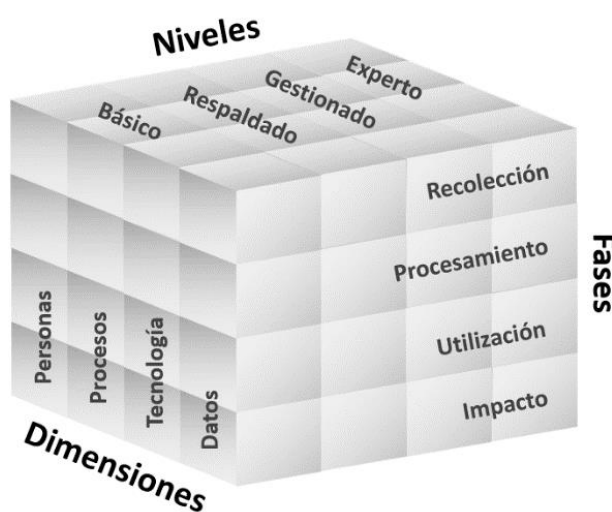 Niveles
Básico
Respaldado
Gestionado
Experto
Recolección
Procesamiento
Utilización
Impacto
Fases
Personas
Procesos
Tecnología
Datos
Dimensiones